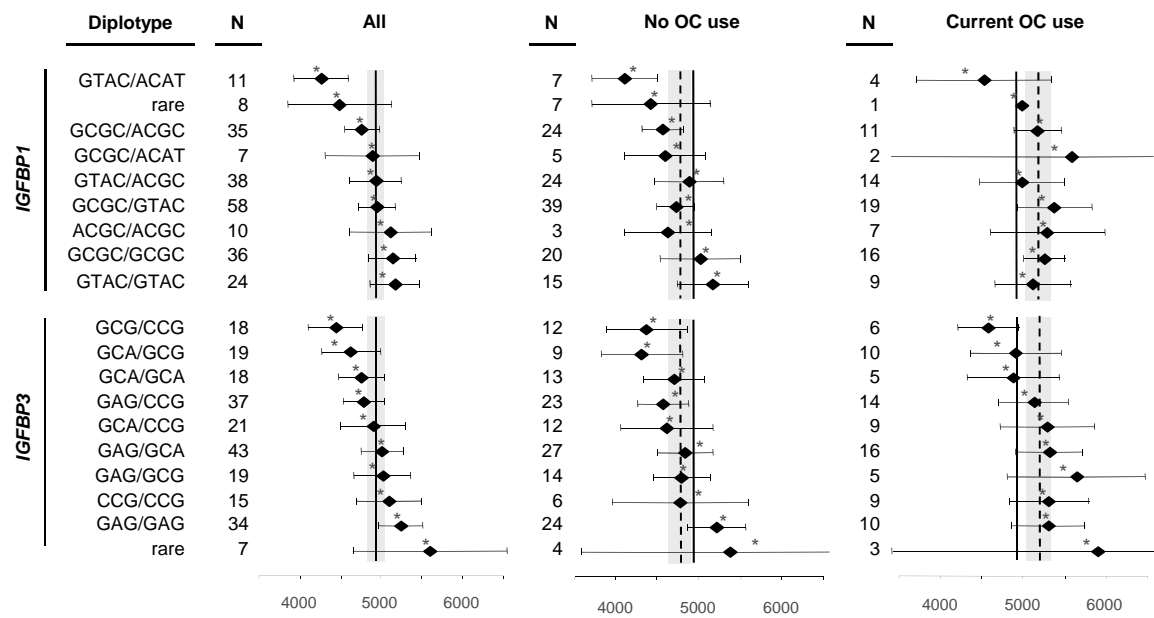 Diplotype N All N No OC use N Current OC use
IGFBP1
GTAC/ACAT 11 * 7 * 4 *
rare 8 * 7 * 1 *
GCGC/ACGC 35 * 24 * 11 *
GCGC/ACAT 7 * 5 * 2 *
GTAC/ACGC 38 * 24 * 14 *
GCGC/GTAC 58 * 39 * 19 *
ACGC/ACGC 10 * 3 * 7 *
GCGC/GCGC 36 * 20 * 16 *
GTAC/GTAC 24 * 15 * 9 *
IGFBP3
GCG/CCG 18 * 12 * 6 *
GCA/GCG 19 * 9 * 10 *
GCA/GCA 18 * 13 * 5 *
GAG/CCG 37 * 23 * 14 *
GCA/CCG 21 * 12 * 9 *
GAG/GCA 43 * 27 * 16 *
GAG/GCG 19 * 14 * 5 *
CCG/CCG 15 * 6 * 9 *
GAG/GAG 34 * 24 * 10 *
rare 7 * 4 * 3 *
4000 5000 6000 4000 5000 6000 4000 5000 6000